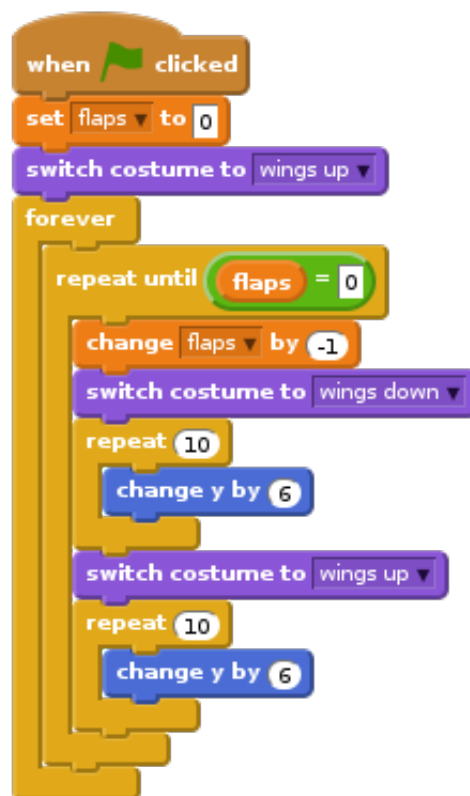 when clicked
set flaps to 0
switch costume to wings up
forever
repeat until flaps = 0
change flaps by -1
switch costume to wings down
repeat 10
change y by 6
switch costume to wings up
repeat 10
change y by 6